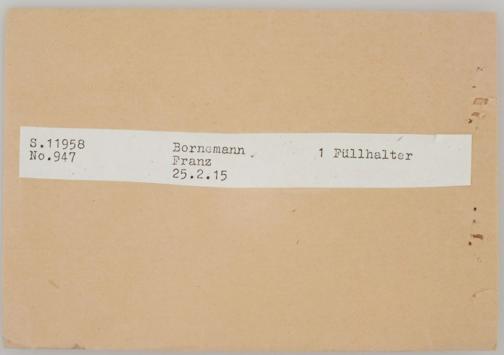 S.11958 Bornemann 1 Füllhalter
No.947 Franz
25.2.15